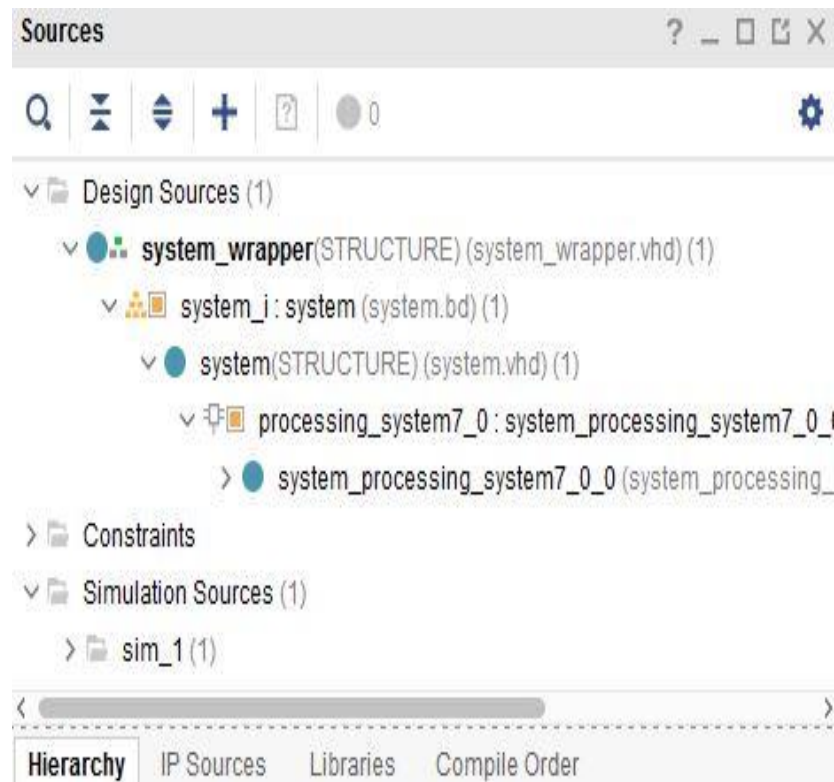 Sources
0
Design Sources (1)
system_wrapper(STRUCTURE) (system_wrapper.vhd) (1)
system_i : system (system.bd) (1)
system(STRUCTURE) (system.vhd) (1)
processing_system7_0 : system_processing_system7_0_
system_processing_system7_0_0 (system_processing_
Constraints
Simulation Sources (1)
sim_1 (1)
Hierarchy IP Sources Libraries Compile Order